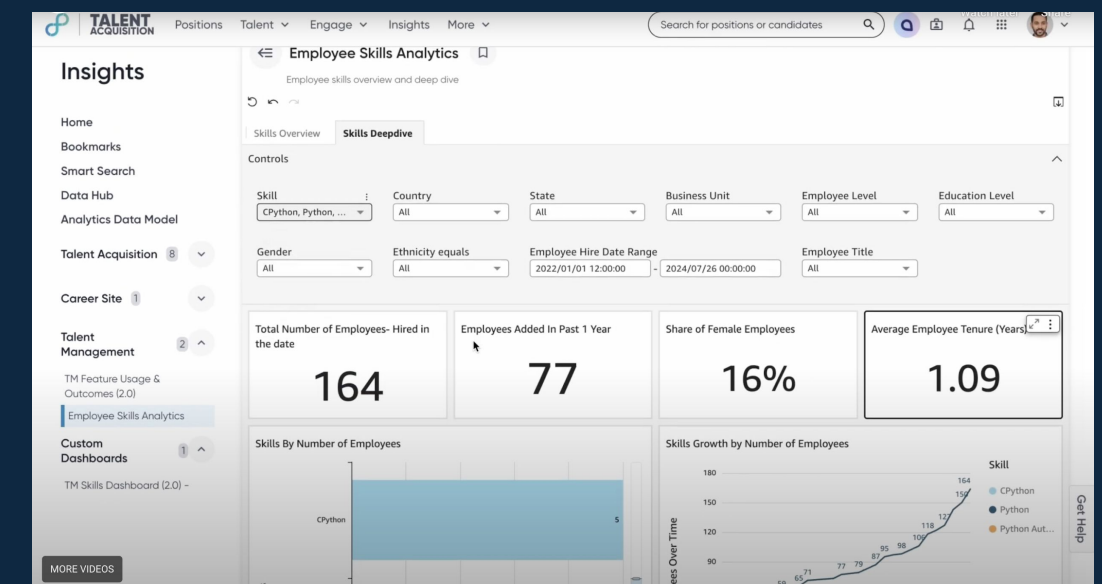 Watch later Share
TALENT
ACQUISITION
Positions Talent Engage Insights More
Search for positions or candidates
Insights
Home
Bookmarks
Smart Search
Data Hub
Analytics Data Model
Talent Acquisition 8
Career Site 1
Talent
Management 2
TM Feature Usage &
Outcomes (2.0)
Employee Skills Analytics
Custom
Dashboards 1
TM Skills Dashboard (2.0) -
Employee Skills Analytics
Employee skills overview and deep dive
Skills Overview Skills Deepdive
Controls
Skill Country State Business Unit Employee Level Education Level
CPython, Python, ... All All All All All
Gender Ethnicity equals Employee Hire Date Range Employee Title
All All 2022/01/01 12:00:00 - 2024/07/26 00:00:00 All
Total Number of Employees- Hired in
the date
164
Employees Added In Past 1 Year
77
Share of Female Employees
16%
Average Employee Tenure (Years)
1.09
Skills By Number of Employees
CPython
5
Skills Growth by Number of Employees
180
150
120
90
ees Over Time
65
71
77
79
87
95
98
118
164
Skill
CPython
Python
Python Aut...
Get Help
MORE VIDEOS